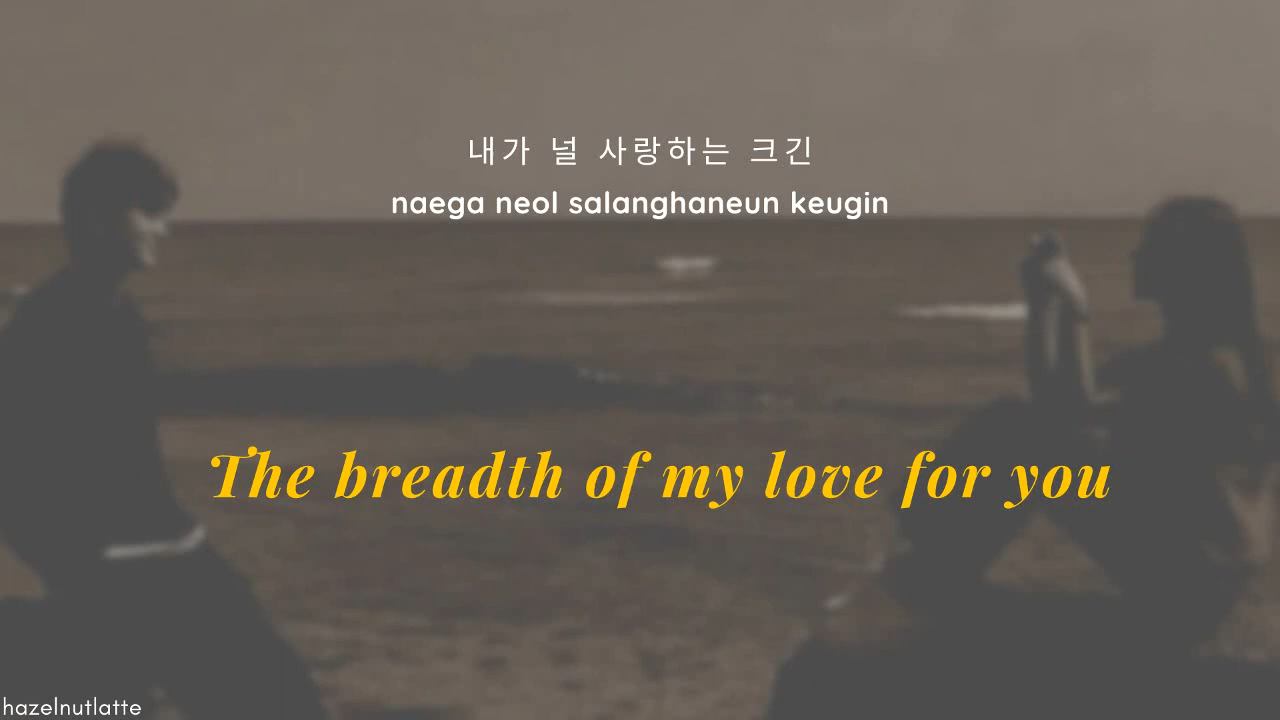 내가 널 사랑하는 크긴
naega neol salanghaneun keugin
The breadth of my love for you
hazelnutlatte